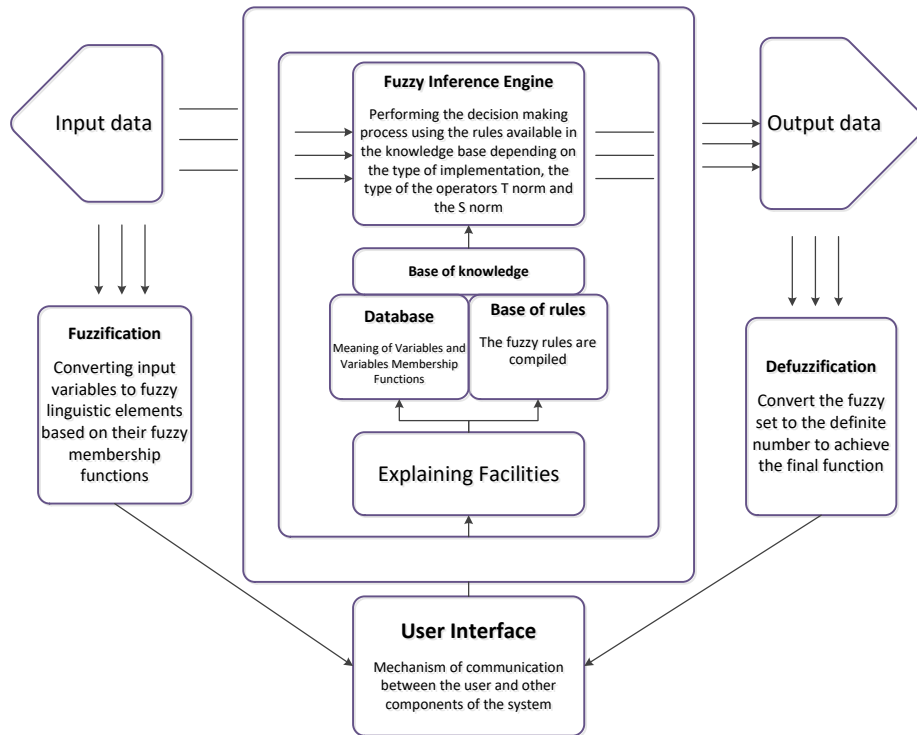 Input data
Fuzzy Inference Engine
Performing the decision making
process using the rules available in
the knowledge base depending on
the type of implementation, the
type of the operators T norm and
the S norm
Output data
Base of knowledge
Database
Meaning of Variables and
Variables Membership
Functions
Base of rules
The fuzzy rules are
compiled
Explaining Facilities
Fuzzification
Converting input
variables to fuzzy
linguistic elements
based on their fuzzy
membership
functions
Defuzzification
Convert the fuzzy
set to the definite
number to achieve
the final function
User Interface
Mechanism of communication
between the user and other
components of the system